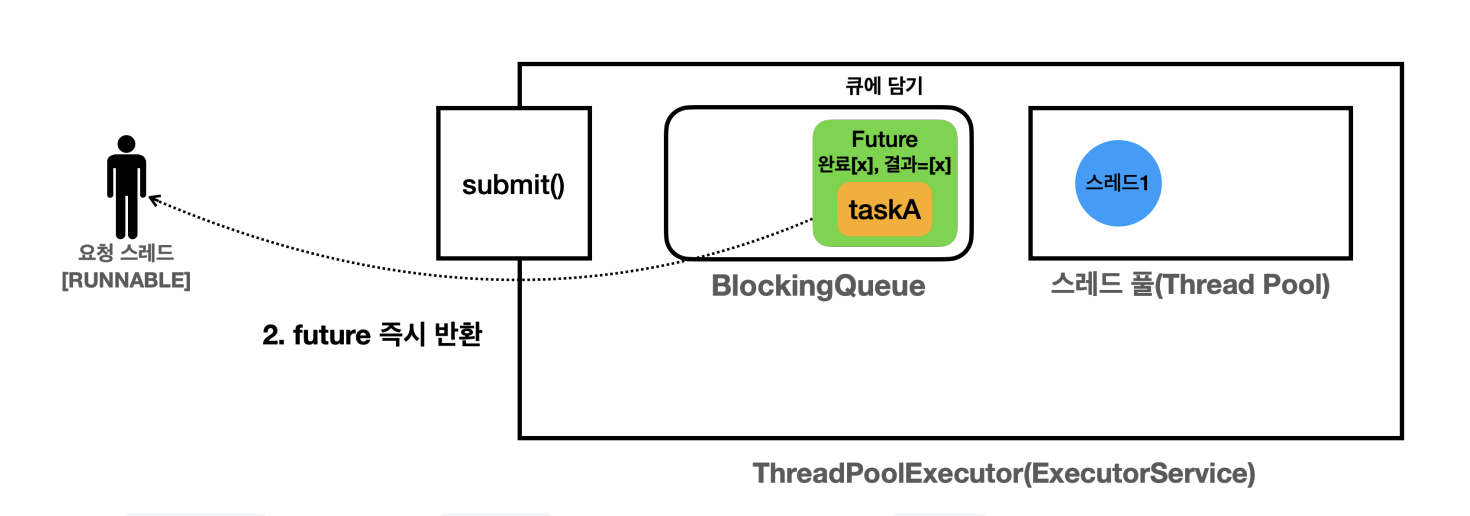 큐에 담기
Future
완료[x], 결과=[x]
taskA
submit()
스레드1
요청 스레드
[RUNNABLE]
BlockingQueue
스레드 풀(Thread Pool)
2. future 즉시 반환
ThreadPoolExecutor(ExecutorService)